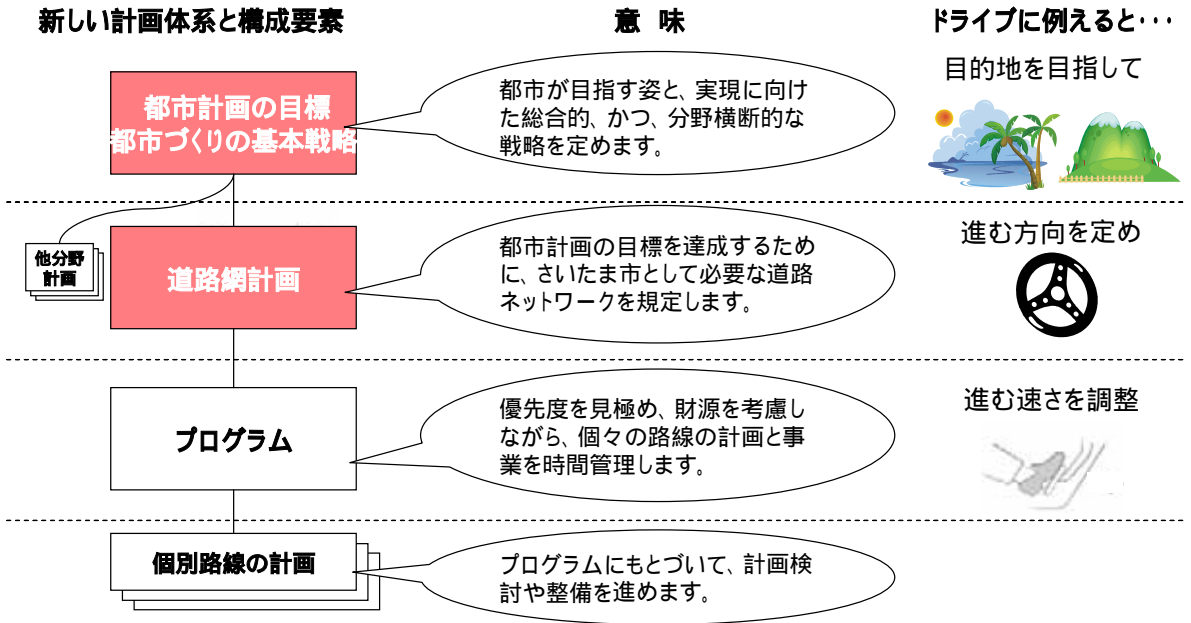 新しい計画体系と構成要素
意 味
ドライブに例えると・・・
都市計画の目標
都市づくりの基本戦略
都市が目指す姿と、実現に向け
た総合的、かつ、分野横断的な
戦略を定めます。
目的地を目指して
他分野
計画
道路網計画
都市計画の目標を達成するため
に、さいたま市として必要な道路
ネットワークを規定します。
進む方向を定め
プログラム
優先度を見極め、財源を考慮し
ながら、個々の路線の計画と事
業を時間管理します。
進む速さを調整
個別路線の計画
プログラムにもとづいて、計画検
討や整備を進めます。